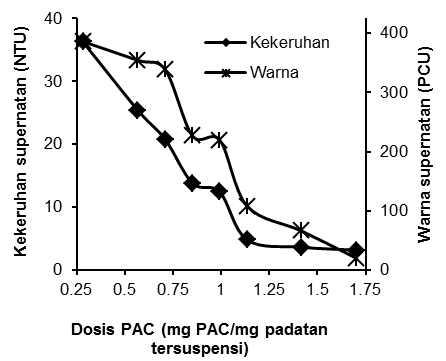 Kekeruhan supernatan (NTU)
40
30
20
10
0
Kekeruhan
Warna
400
300
200
100
0
Warna supernatan (PCU)
0.25 0.5 0.75 1 1.25 1.5 1.75
Dosis PAC (mg PAC/mg padatan
tersuspensi)